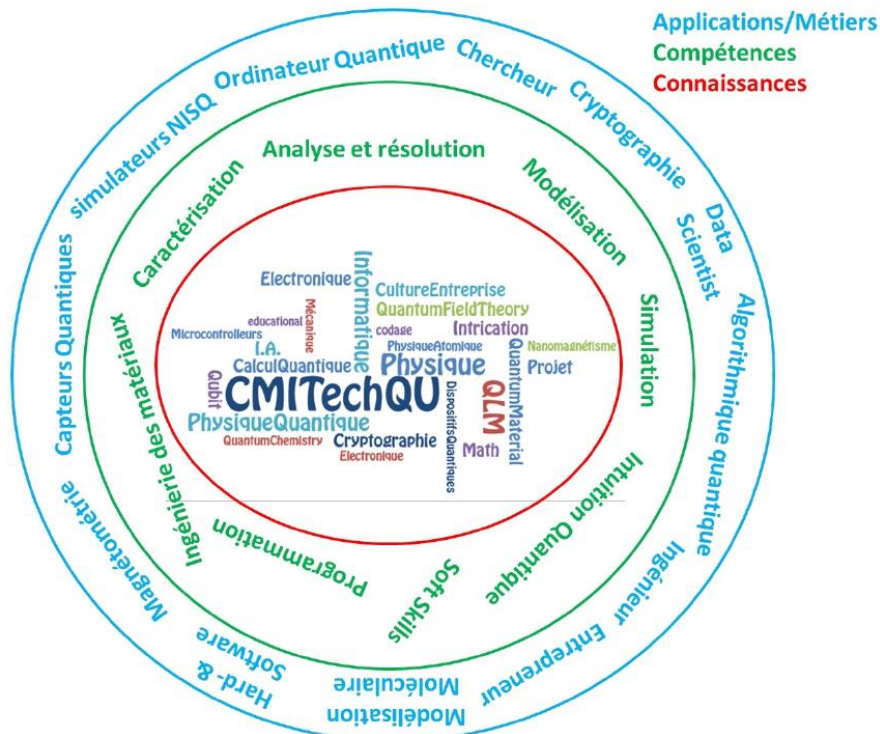 Applications/Métiers
Compétences
Connaissances
Ordinateur Quantique
Chercheur
Cryptographie
Data
Scientist
Algorithmique quantique
Ingénieur
Entrepreneur
Modélisation
Moléculaire
Hard- &
Software
Magnétométrie
Capteurs Quantiques
simulateurs NISQ
Analyse et résolution
Modélisation
Simulation
Intuition Quantique
Soft Skills
Programmation
Ingénierie des matériaux
Caractérisation
Electronique
Informatique
CultureEntreprise
QuantumFieldTheory
educational
Mécanique
codage
Intrication
Microcontrolleurs
I.A.
PhysiqueAtomique
QuantumMaterial
Nanomagnétisme
CalculQuantique
Physique
Projet
Qubit
CMITechQU
DispositifsQuantiques
QLM
PhysiqueQuantique
QuantumChemistry
Cryptographie
Math
Electronique